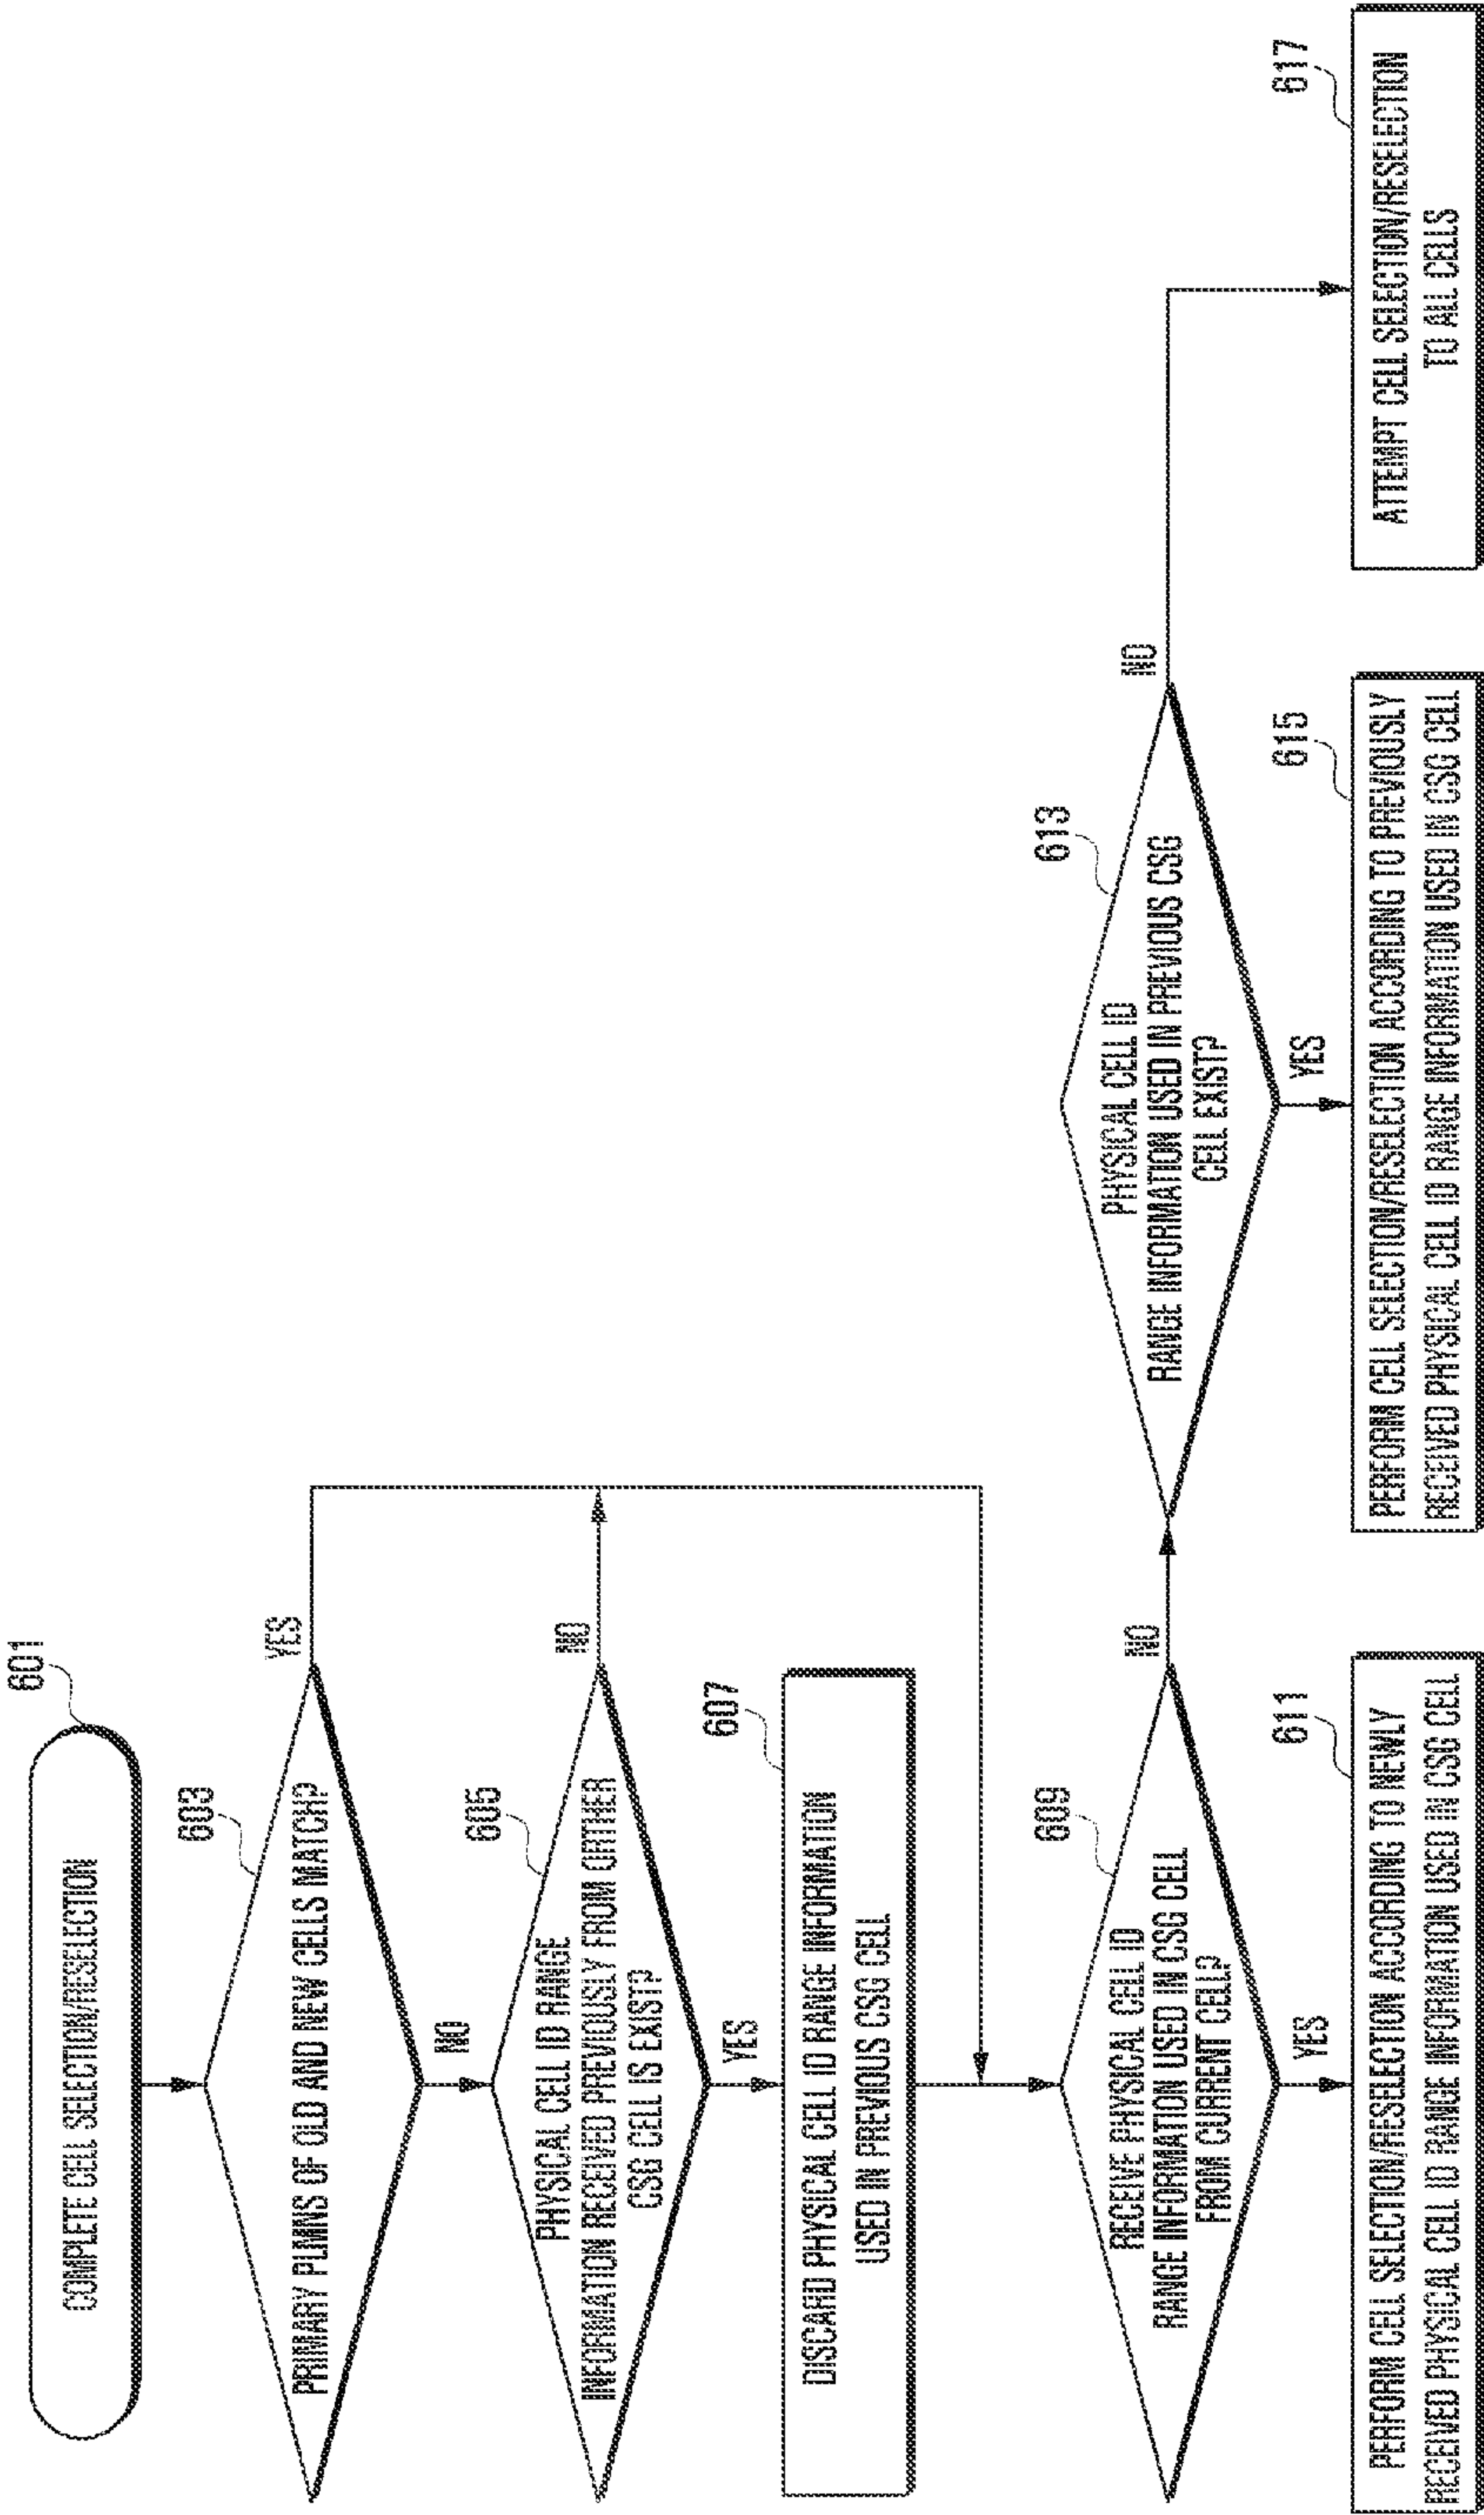 601
COMPLETE CELL SELECTION/RESELECTION
603
PRIMARY PLMNS OF OLD AND NEW CELLS MATCH?
YES
NO
605
PHYSICAL CELL ID RANGE
INFORMATION RECEIVED PREVIOUSLY FROM ORTHER
CSG CELL IS EXIST?
NO
YES
607
DISCARD PHYSICAL CELL ID RANGE INFORMATION
USED IN PREVIOUS CSG CELL
609
RECEIVE PHYSICAL CELL ID
RANGE INFORMATION USED IN CSG CELL
FROM CURRENT CELL?
NO
YES
613
PHYSICAL CELL ID
RANGE INFORMATION USED IN PREVIOUS CSG
CELL EXIST?
NO
YES
611
PERFORM CELL SELECTION/RESELECTION ACCORDING TO NEWLY
RECEIVED PHYSICAL CELL ID RANGE INFORMATION USED IN CSG CELL
615
PERFORM CELL SELECTION/RESELECTION ACCORDING TO PREVIOUSLY
RECEIVED PHYSICAL CELL ID RANGE INFORMATION USED IN CSG CELL
617
ATTEMPT CELL SELECTION/RESELECTION
TO ALL CELLS